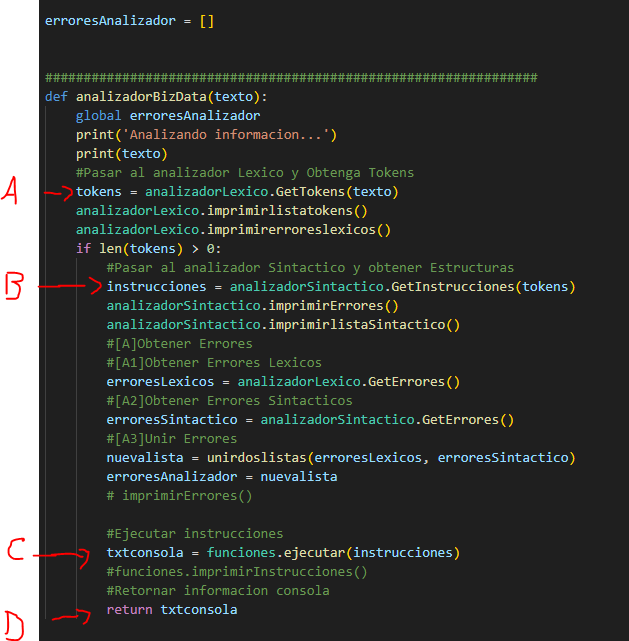 erroresAnalizador = []
################################################################
def analizadorBizData(texto):
global erroresAnalizador
print('Analizando informacion...')
print(texto)
#Pasar al analizador Lexico y Obtenga Tokens
A tokens = analizadorLexico.GetTokens(texto)
analizadorLexico.imprimirlistatokens()
analizadorLexico.imprimirerroreslexicos()
if len(tokens) > 0:
#Pasar al analizador Sintactico y obtener Estructuras
B instrucciones = analizadorSintactico.GetInstrucciones(tokens)
analizadorSintactico.imprimirErrores()
analizadorSintactico.imprimirlistaSintactico()
#[A]Obtener Errores
#[A1]Obtener Errores Lexicos
erroresLexicos = analizadorLexico.GetErrores()
#[A2]Obtener Errores Sintacticos
erroresSintactico = analizadorSintactico.GetErrores()
#[A3]Unir Errores
nuevalista = unirdoslistas(erroresLexicos, erroresSintactico)
erroresAnalizador = nuevalista
# imprimirErrores()
#Ejecutar instrucciones
C txtconsola = funciones.ejecutar(instrucciones)
#funciones.imprimirInstrucciones()
#Retornar informacion consola
D return txtconsola